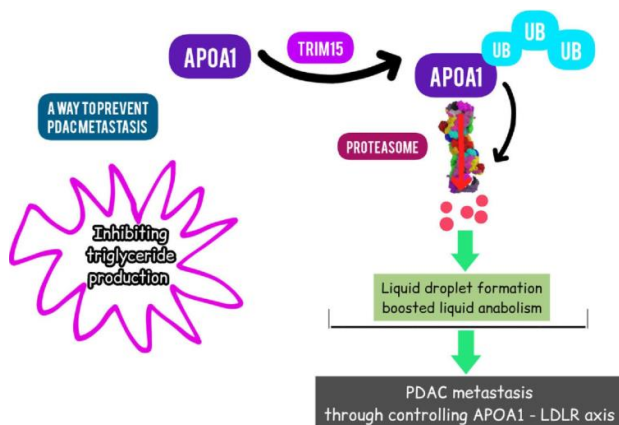 APOA1
TRIM15
APOA1
UB
UB
UB
A WAY TO PREVENT
PDAC METASTASIS
PROTEASOME
Inhibiting
triglyceride
production
Liquid droplet formation
boosted liquid anabolism
PDAC metastasis
through controlling APOA1 - LDLR axis